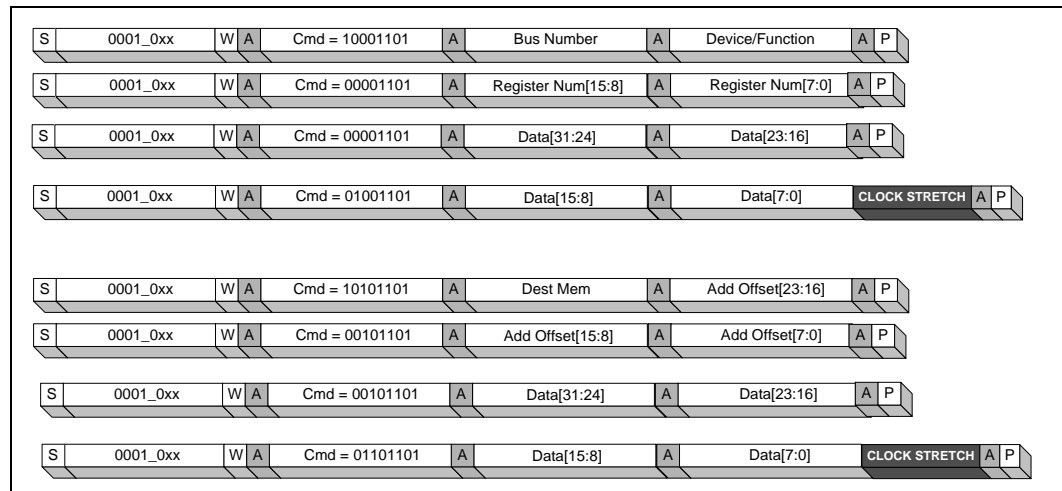 S 0001_0xx W A Cmd = 10001101 A Bus Number A Device/Function A P
S 0001_0xx W A Cmd = 00001101 A Register Num[15:8] A Register Num[7:0] A P
S 0001_0xx W A Cmd = 00001101 A Data[31:24] A Data[23:16] A P
S 0001_0xx W A Cmd = 01001101 A Data[15:8] A Data[7:0] CLOCK STRETCH A P
S 0001_0xx W A Cmd = 10101101 A Dest Mem A Add Offset[23:16] A P
S 0001_0xx W A Cmd = 00101101 A Add Offset[15:8] A Add Offset[7:0] A P
S 0001_0xx W A Cmd = 00101101 A Data[31:24] A Data[23:16] A P
S 0001_0xx W A Cmd = 01101101 A Data[15:8] A Data[7:0] CLOCK STRETCH A P